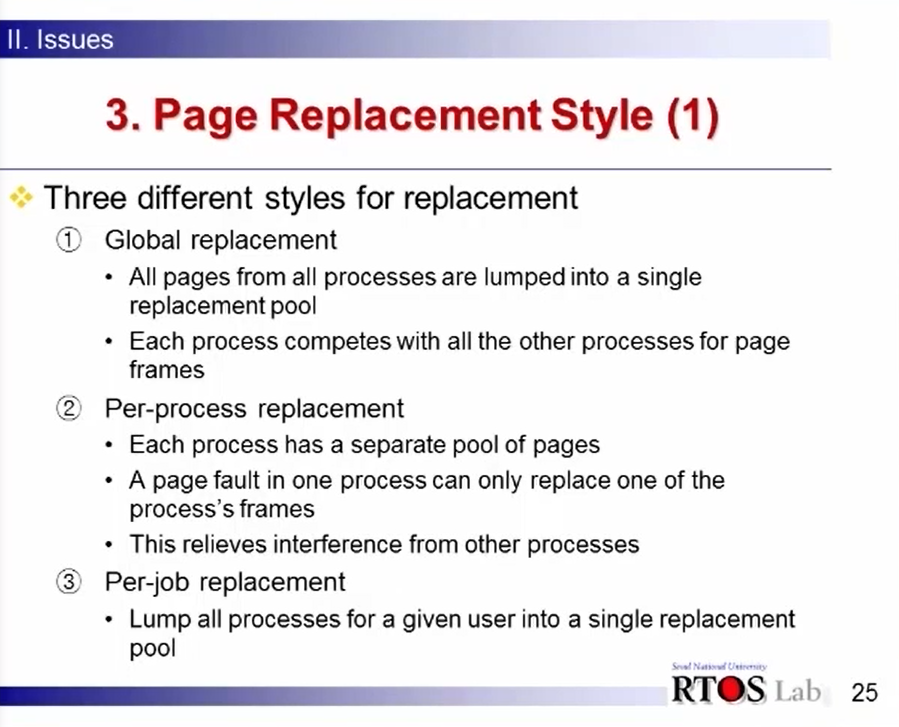 II. Issues
3. Page Replacement Style (1)
Three different styles for replacement
① Global replacement
• All pages from all processes are lumped into a single
replacement pool
• Each process competes with all the other processes for page
frames
② Per-process replacement
• Each process has a separate pool of pages
• A page fault in one process can only replace one of the
process's frames
• This relieves interference from other processes
③ Per-job replacement
• Lump all processes for a given user into a single replacement
pool
Seoul National University
RTOS Lab
25